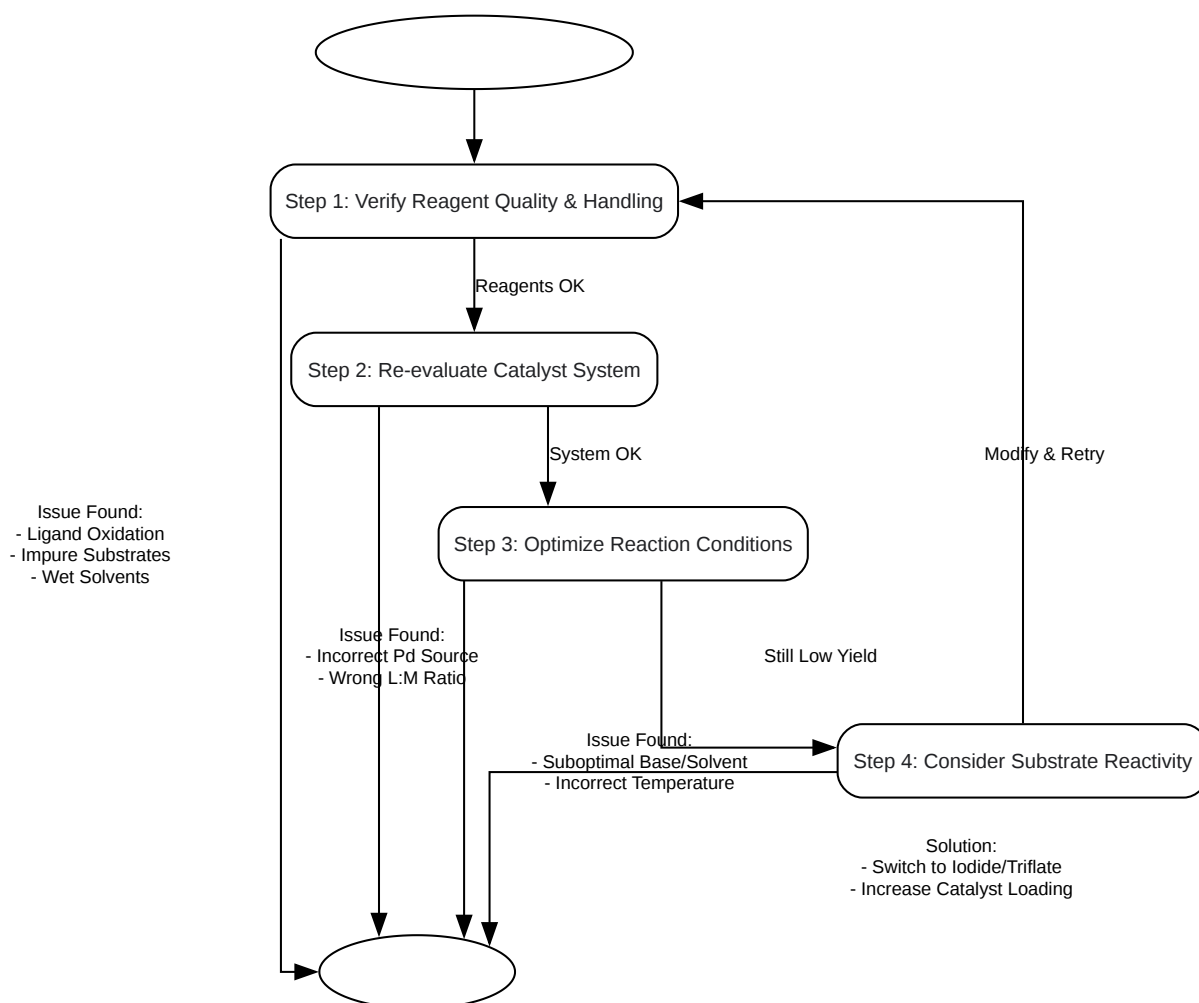 Step 1: Verify Reagent Quality & Handling
Reagents OK
Step 2: Re-evaluate Catalyst System
System OK
Modify & Retry
Issue Found:
- Ligand Oxidation
- Impure Substrates
- Wet Solvents
Step 3: Optimize Reaction Conditions
Issue Found:
- Incorrect Pd Source
- Wrong L:M Ratio
Still Low Yield
Issue Found:
- Suboptimal Base/Solvent
- Incorrect Temperature
Step 4: Consider Substrate Reactivity
Solution:
- Switch to Iodide/Triflate
- Increase Catalyst Loading